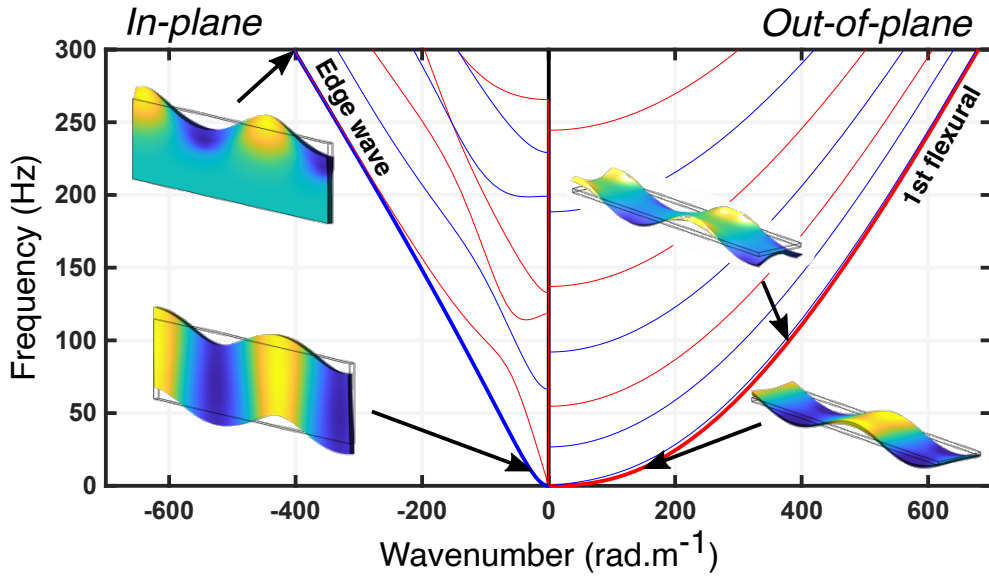 In-plane
Out-of-plane
300
250
200
150
100
50
0
Frequency (Hz)
Edge wave
1st flexural
-600
-400
-200
0
200
400
600
Wavenumber (rad.m⁻¹)